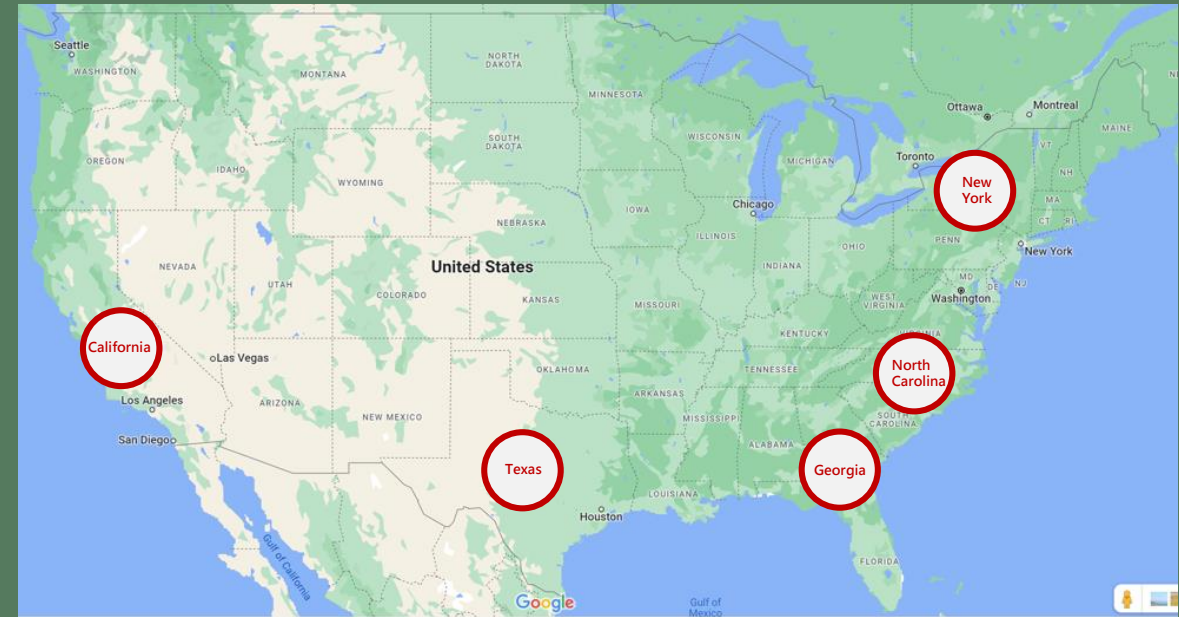 Seattle
WASHINGTON
MONTANA
NORTH
DAKOTA
MINNESOTA
Ottawa
Montreal
MAINE
OREGON
IDAHO
WYOMING
SOUTH
DAKOTA
WISCONSIN
MICHIGAN
Toronto
VT
NH
New
York
MA
CT
RI
NEBRASKA
IOWA
Chicago
ILLINOIS
INDIANA
OHIO
PENN
New York
NEVADA
UTAH
COLORADO
United States
KANSAS
MISSOURI
WEST
VIRGINIA
MD
DE
NJ
Washington
KENTUCKY
California
Las Vegas
Los Angeles
San Diego
ARIZONA
NEW MEXICO
OKLAHOMA
ARKANSAS
TENNESSEE
North
Carolina
SOUTH
CAROLINA
MISSISSIPPI
ALABAMA
Texas
Georgia
LOUISIANA
Houston
FLORIDA
Gulf of California
Google
Gulf of
Mexico